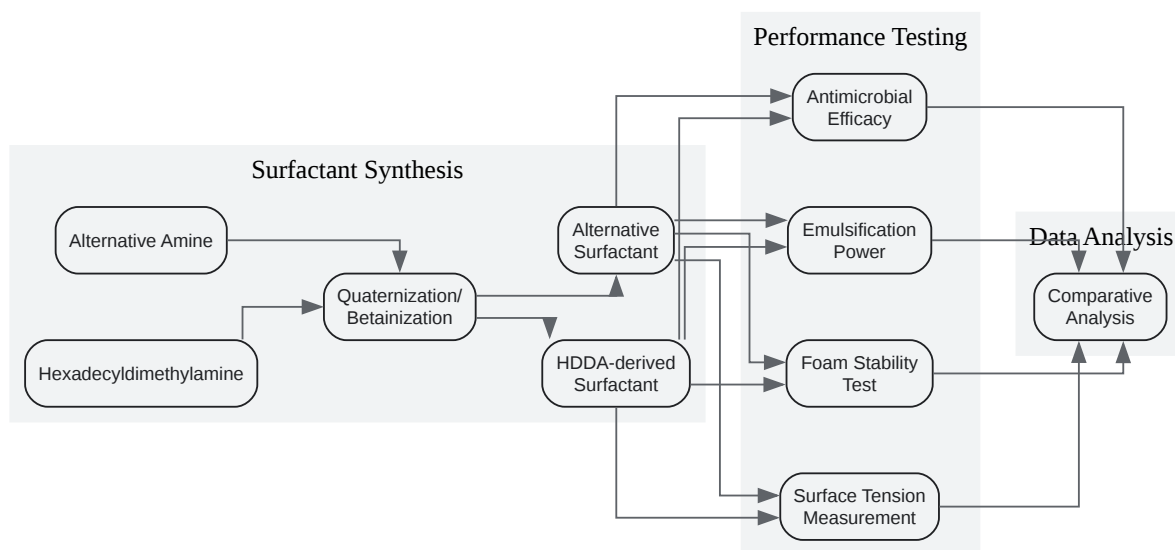 Performance Testing
Antimicrobial
Efficacy
Surfactant Synthesis
Alternative Amine
Alternative
Surfactant
Emulsification
Power
Data Analysis
Quaternization/
Betainization
Comparative
Analysis
Hexadecyldimethylamine
HDDA-derived
Surfactant
Foam Stability
Test
Surface Tension
Measurement